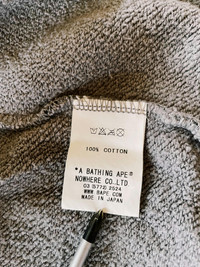 100% COTTON
*A BATHING APE®
NOWHERE CO.,LTD
03 (5772) 2524
WWW.BAPE.COM
MADE IN JAPAN